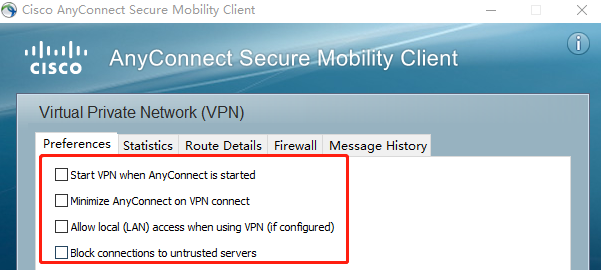 Cisco AnyConnect Secure Mobility Client
CISCO AnyConnect Secure Mobility Client
Virtual Private Network (VPN)
Preferences Statistics Route Details Firewall Message History
Start VPN when AnyConnect is started
Minimize AnyConnect on VPN connect
Allow local (LAN) access when using VPN (if configured)
Block connections to untrusted servers